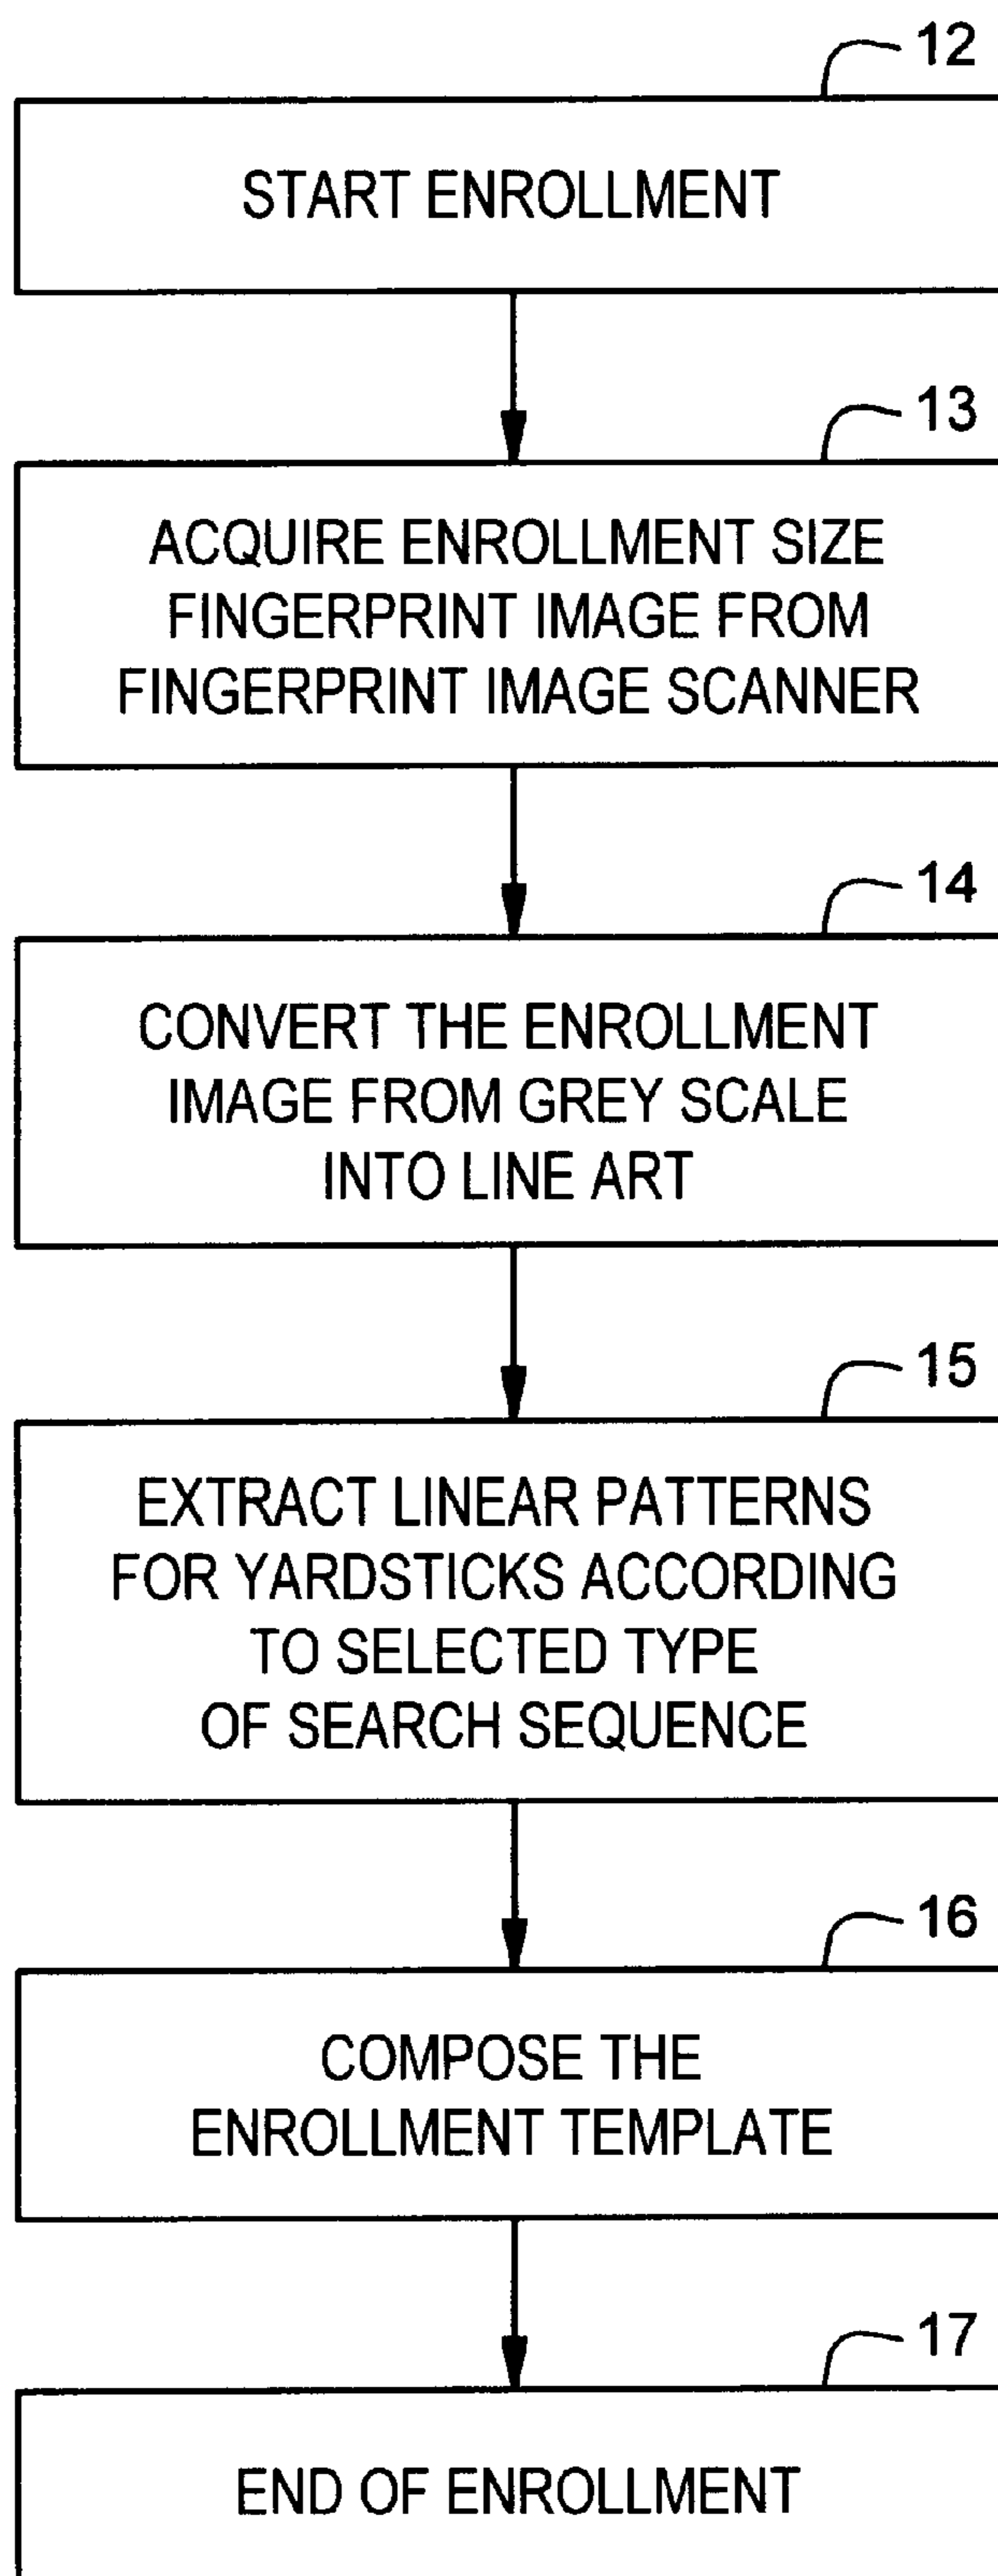 12
START ENROLLMENT
13
ACQUIRE ENROLLMENT SIZE
FINGERPRINT IMAGE FROM
FINGERPRINT IMAGE SCANNER
14
CONVERT THE ENROLLMENT
IMAGE FROM GREY SCALE
INTO LINE ART
15
EXTRACT LINEAR PATTERNS
FOR YARDSTICKS ACCORDING
TO SELECTED TYPE
OF SEARCH SEQUENCE
16
COMPOSE THE
ENROLLMENT TEMPLATE
17
END OF ENROLLMENT